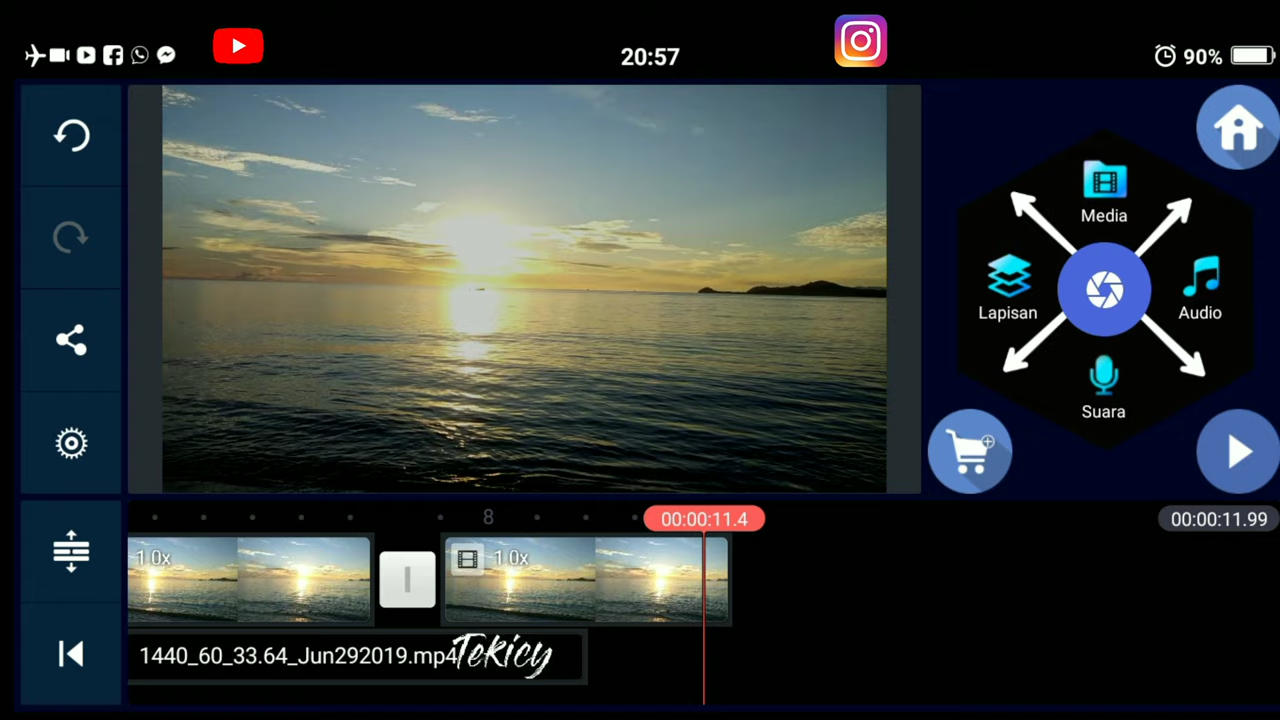 20:57
90%
Media
Lapisan
Audio
Suara
8
00:00:11.4
00:00:11.99
1.0x
1.0x
1440_60_33.64_Jun292019.mp4
Tekicy